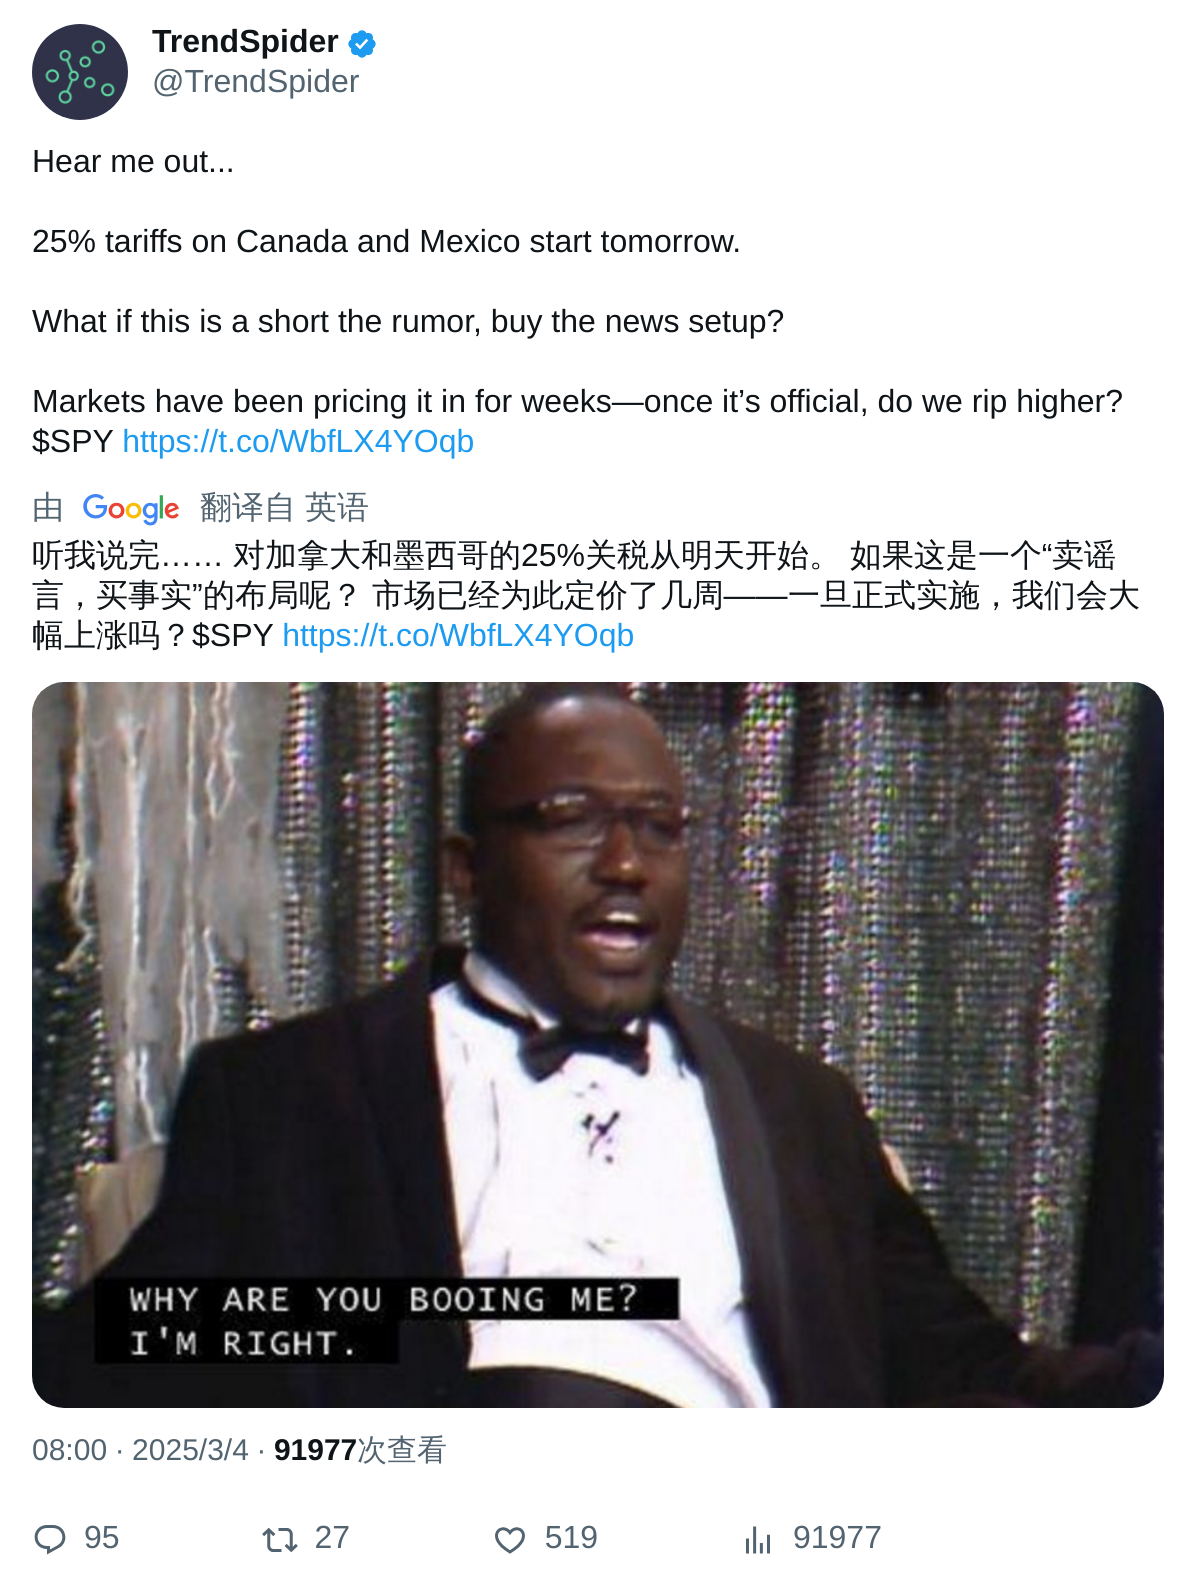 TrendSpider
@TrendSpider
Hear me out...
25% tariffs on Canada and Mexico start tomorrow.
What if this is a short the rumor, buy the news setup?
Markets have been pricing it in for weeks—once it’s official, do we rip higher?
$SPY https://t.co/WbfLX4YOqb
由 Google 翻译自 英语
听我说完…… 对加拿大和墨西哥的25%关税从明天开始。 如果这是一个“卖谣
言，买事实”的布局呢？ 市场已经为此定价了几周——一旦正式实施，我们会大
幅上涨吗？$SPY https://t.co/WbfLX4YOqb
WHY ARE YOU BOOING ME?
I'M RIGHT.
08:00 · 2025/3/4 · 91977次查看
95 27 519 91977